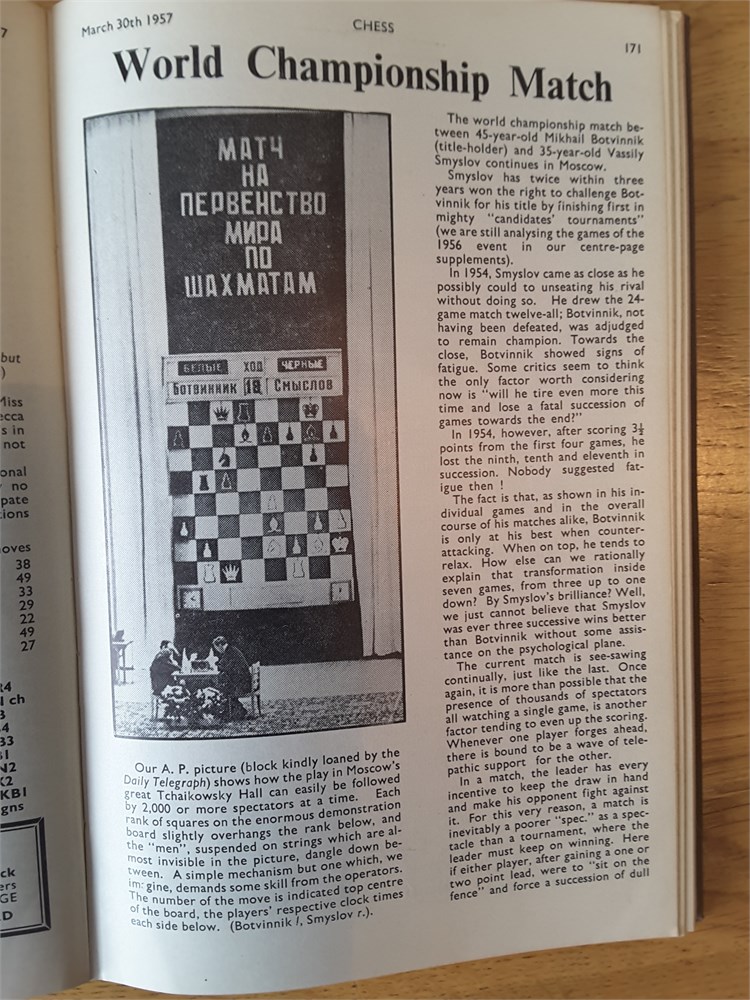 7
but
)
Miss
ecca
s in
not
onal
no
pate
tions
noves
38
49
33
29
22
49
27
March 30th 1957
CHESS
171
World Championship Match
МАТЧ
НА
ПЕРВЕНСТВО
МИРА
ПО
ШАХМАТАМ
БЕЛЫЕ ХОД ЧЕРНЫЕ
Ботвинник 18 Смыслов
Our A. P. picture (block kindly loaned by the
Daily Telegraph) shows how the play in Moscow's
great Tchaikowsky Hall can easily be followed
by 2,000 or more spectators at a time. Each
rank of squares on the enormous demonstration
board slightly overhangs the rank below, and
the "men", suspended on strings which are al-
most invisible in the picture, dangle down be-
tween. A simple mechanism but one which, we
im: gine, demands some skill from the operators.
The number of the move is indicated top centre
of the board, the players' respective clock times
each side below. (Botvinnik l, Smyslov r.).
The world championship match be-
tween 45-year-old Mikhail Botvinnik
(title-holder) and 35-year-old Vassily
Smyslov continues in Moscow.
Smyslov has twice within three
years won the right to challenge Bot-
vinnik for his title by finishing first in
mighty "candidates' tournaments"
(we are still analysing the games of the
1956 event in our centre-page
supplements).
In 1954, Smyslov came as close as he
possibly could to unseating his rival
without doing so. He drew the 24-
game match twelve-all; Botvinnik, not
having been defeated, was adjudged
to remain champion. Towards the
close, Botvinnik showed signs of
fatigue. Some critics seem to think
the only factor worth considering
now is "will he tire even more this
time and lose a fatal succession of
games towards the end?"
In 1954, however, after scoring 3½
points from the first four games, he
lost the ninth, tenth and eleventh in
succession. Nobody suggested fat-
igue then !
The fact is that, as shown in his in-
dividual games and in the overall
course of his matches alike, Botvinnik
is only at his best when counter-
attacking. When on top, he tends to
relax. How else can we rationally
explain that transformation inside
seven games, from three up to one
down? By Smyslov's brilliance? Well,
we just cannot believe that Smyslov
was ever three successive wins better
than Botvinnik without some assis-
tance on the psychological plane.
The current match is see-sawing
continually, just like the last. Once
again, it is more than possible that the
presence of thousands of spectators
all watching a single game, is another
factor tending to even up the scoring.
Whenever one player forges ahead,
there is bound to be a wave of tele-
pathic support for the other.
In a match, the leader has every
incentive to keep the draw in hand
and make his opponent fight against
it. For this very reason, a match is
inevitably a poorer "spec." as a spec-
tacle than a tournament, where the
leader must keep on winning. Here
if either player, after gaining a one or
two point lead, were to "sit on the
fence" and force a succession of dull